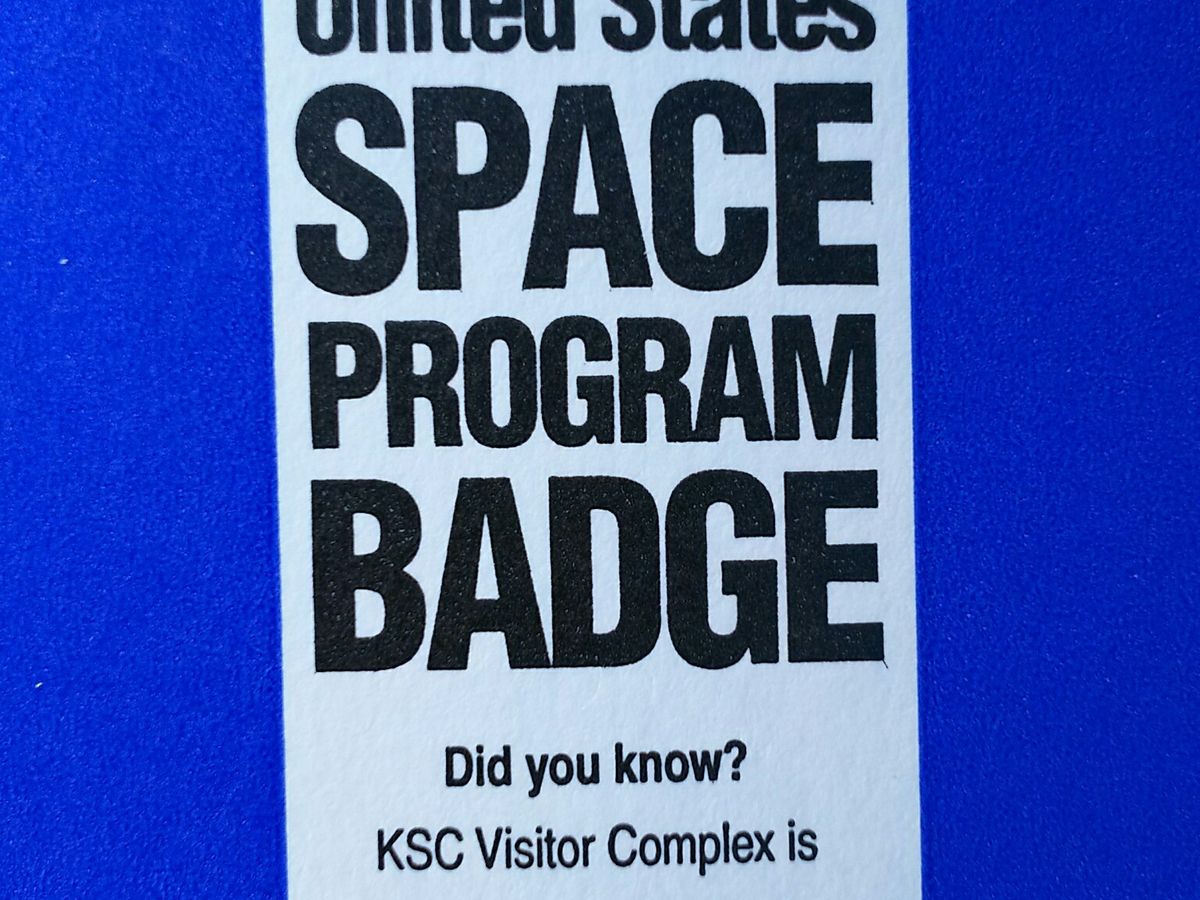 United States
SPACE
PROGRAM
BADGE
Did you know?
KSC Visitor Complex is